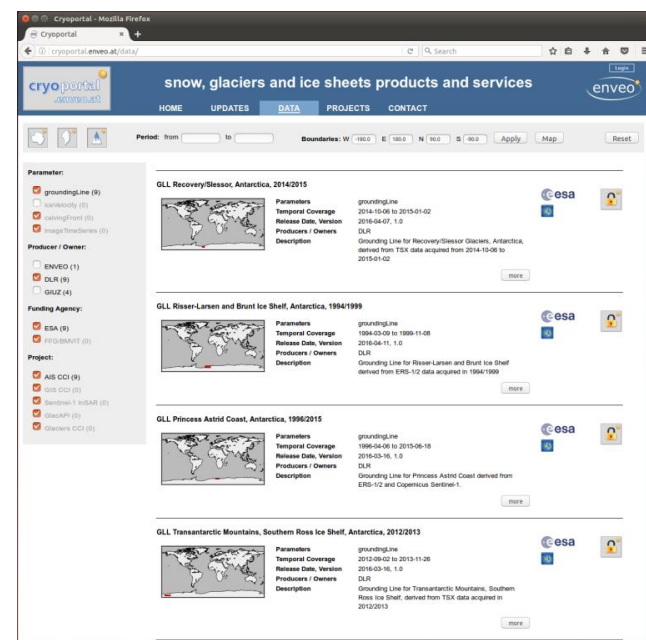 Cryoportal - Mozilla Firefox
Cryoportal
cryoportal.enveo.at/data/
Search
cryoportal
.enveo.at
snow, glaciers and ice sheets products and services
Login
enveo
HOME UPDATES DATA PROJECTS CONTACT
Period: from to Boundaries: W -180.0 E 180.0 N 90.0 S -90.0 Apply Map Reset
Parameter:
groundingLine (9)
iceVelocity (0)
calvingFront (0)
imageTimeSeries (0)
Producer / Owner:
ENVEO (1)
DLR (9)
GIUZ (4)
Funding Agency:
ESA (9)
FFG/BMVIT (0)
Project:
AIS CCI (9)
GIS CCI (0)
Sentinel-1 InSAR (0)
GlacAPI (0)
Glaciers CCI (0)
GLL Recovery/Slessor, Antarctica, 2014/2015
Parameters groundingLine
Temporal Coverage 2014-10-06 to 2015-01-02
Release Date, Version 2016-04-07, 1.0
Producers / Owners DLR
Description Grounding Line for Recovery/Slessor Glaciers, Antarctica,
derived from TSX data acquired from 2014-10-06 to
2015-01-02
esa
more
GLL Risser-Larsen and Brunt Ice Shelf, Antarctica, 1994/1999
Parameters groundingLine
Temporal Coverage 1994-03-09 to 1999-11-08
Release Date, Version 2016-04-11, 1.0
Producers / Owners DLR
Description Grounding Line for Risser-Larsen and Brunt Ice Shelf
derived from ERS-1/2 data acquired in 1994/1999
esa
more
GLL Princess Astrid Coast, Antarctica, 1996/2015
Parameters groundingLine
Temporal Coverage 1996-04-06 to 2015-06-18
Release Date, Version 2016-03-16, 1.0
Producers / Owners DLR
Description Grounding Line for Princess Astrid Coast derived from
ERS-1/2 and Copernicus Sentinel-1.
esa
more
GLL Transantarctic Mountains, Southern Ross Ice Shelf, Antarctica, 2012/2013
Parameters groundingLine
Temporal Coverage 2012-09-02 to 2013-11-26
Release Date, Version 2016-03-16, 1.0
Producers / Owners DLR
Description Grounding Line for Transantarctic Mountains, Southern
Ross Ice Shelf, derived from TSX data acquired in
2012/2013
esa
more